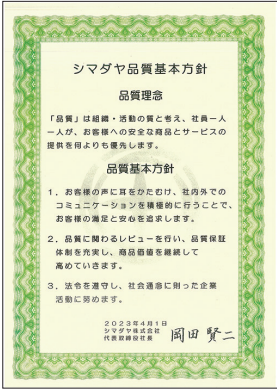 シマダヤ品質基本方針
品質理念
「品質」は組織・活動の質と考え、社員一人
一人が、お客様への安全な商品とサービスの
提供を何よりも優先します。
品質基本方針
1．お客様の声に耳をかたむけ、社内外での
コミュニケーションを積極的に行うことで、
お客様の満足と安心を追求します。
2．品質に関わるレビューを行い、品質保証
体制を充実し、商品価値を継続して
高めていきます。
3．法令を遵守し、社会通念に則った企業
活動に努めます。
2023年4月1日
シマダヤ株式会社
代表取締役社長 岡田賢二